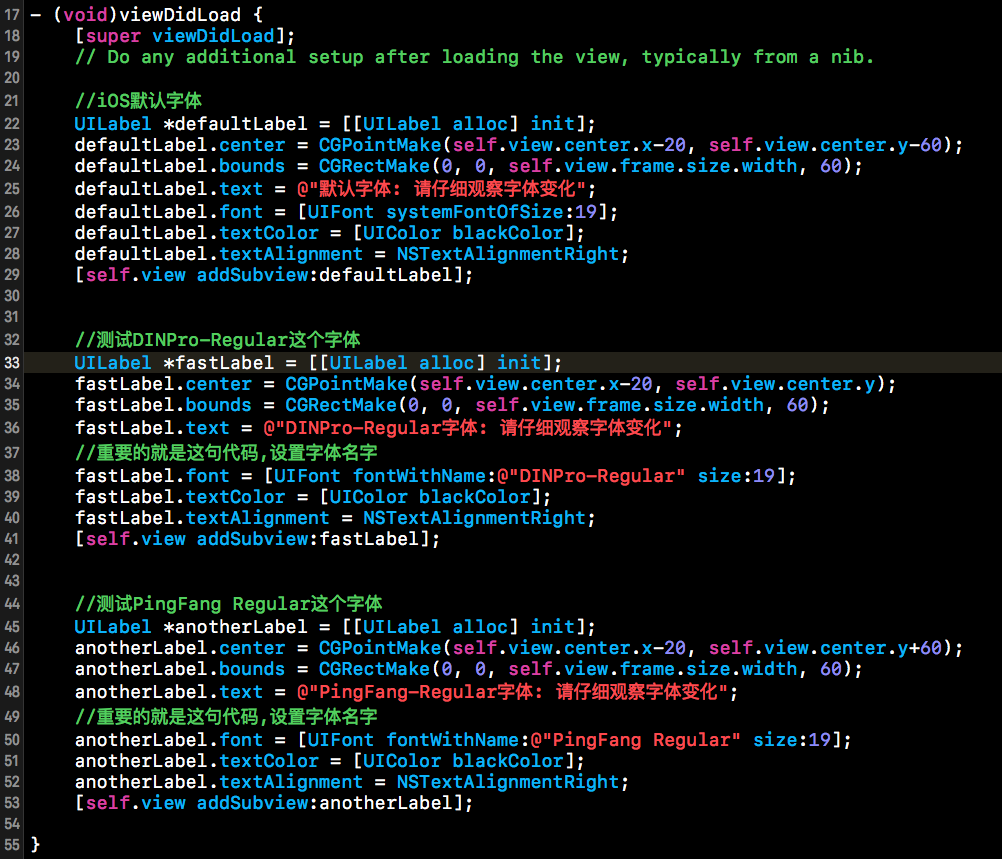 17 - (void)viewDidLoad {
18     [super viewDidLoad];
19     // Do any additional setup after loading the view, typically from a nib.
20
21     //iOS默认字体
22     UILabel *defaultLabel = [[UILabel alloc] init];
23     defaultLabel.center = CGPointMake(self.view.center.x-20, self.view.center.y-60);
24     defaultLabel.bounds = CGRectMake(0, 0, self.view.frame.size.width, 60);
25     defaultLabel.text = @"默认字体: 请仔细观察字体变化";
26     defaultLabel.font = [UIFont systemFontOfSize:19];
27     defaultLabel.textColor = [UIColor blackColor];
28     defaultLabel.textAlignment = NSTextAlignmentRight;
29     [self.view addSubview:defaultLabel];
30
31
32     //测试DINPro-Regular这个字体
33     UILabel *fastLabel = [[UILabel alloc] init];
34     fastLabel.center = CGPointMake(self.view.center.x-20, self.view.center.y);
35     fastLabel.bounds = CGRectMake(0, 0, self.view.frame.size.width, 60);
36     fastLabel.text = @"DINPro-Regular字体: 请仔细观察字体变化";
37     //重要的就是这句代码,设置字体名字
38     fastLabel.font = [UIFont fontWithName:@"DINPro-Regular" size:19];
39     fastLabel.textColor = [UIColor blackColor];
40     fastLabel.textAlignment = NSTextAlignmentRight;
41     [self.view addSubview:fastLabel];
42
43
44     //测试PingFang Regular这个字体
45     UILabel *anotherLabel = [[UILabel alloc] init];
46     anotherLabel.center = CGPointMake(self.view.center.x-20, self.view.center.y+60);
47     anotherLabel.bounds = CGRectMake(0, 0, self.view.frame.size.width, 60);
48     anotherLabel.text = @"PingFang-Regular字体: 请仔细观察字体变化";
49     //重要的就是这句代码,设置字体名字
50     anotherLabel.font = [UIFont fontWithName:@"PingFang Regular" size:19];
51     anotherLabel.textColor = [UIColor blackColor];
52     anotherLabel.textAlignment = NSTextAlignmentRight;
53     [self.view addSubview:anotherLabel];
54
55 }